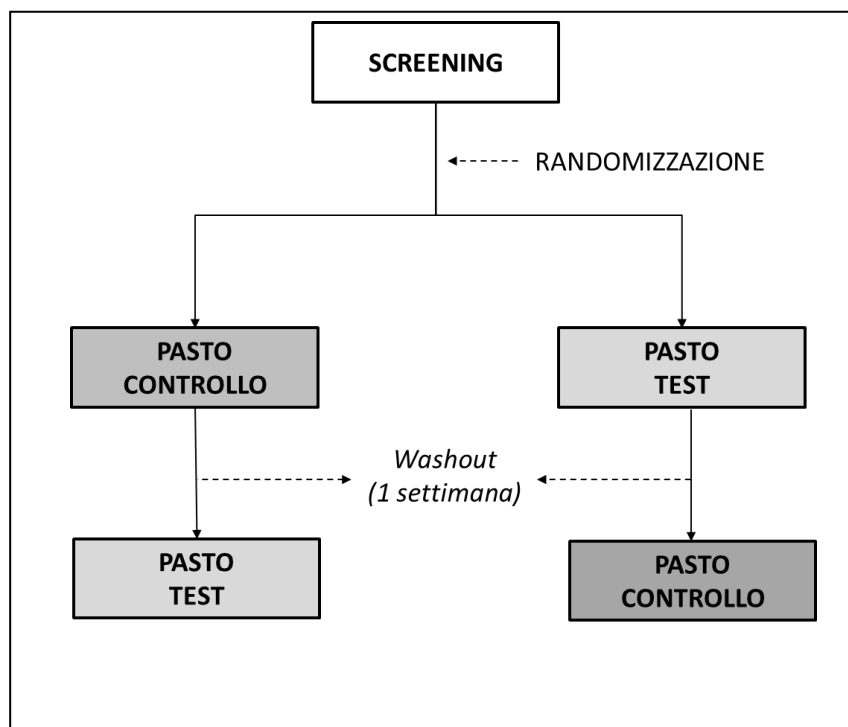 SCREENING
RANDOMIZZAZIONE
PASTO
CONTROLLO
PASTO
TEST
Washout
(1 settimana)
PASTO
TEST
PASTO
CONTROLLO